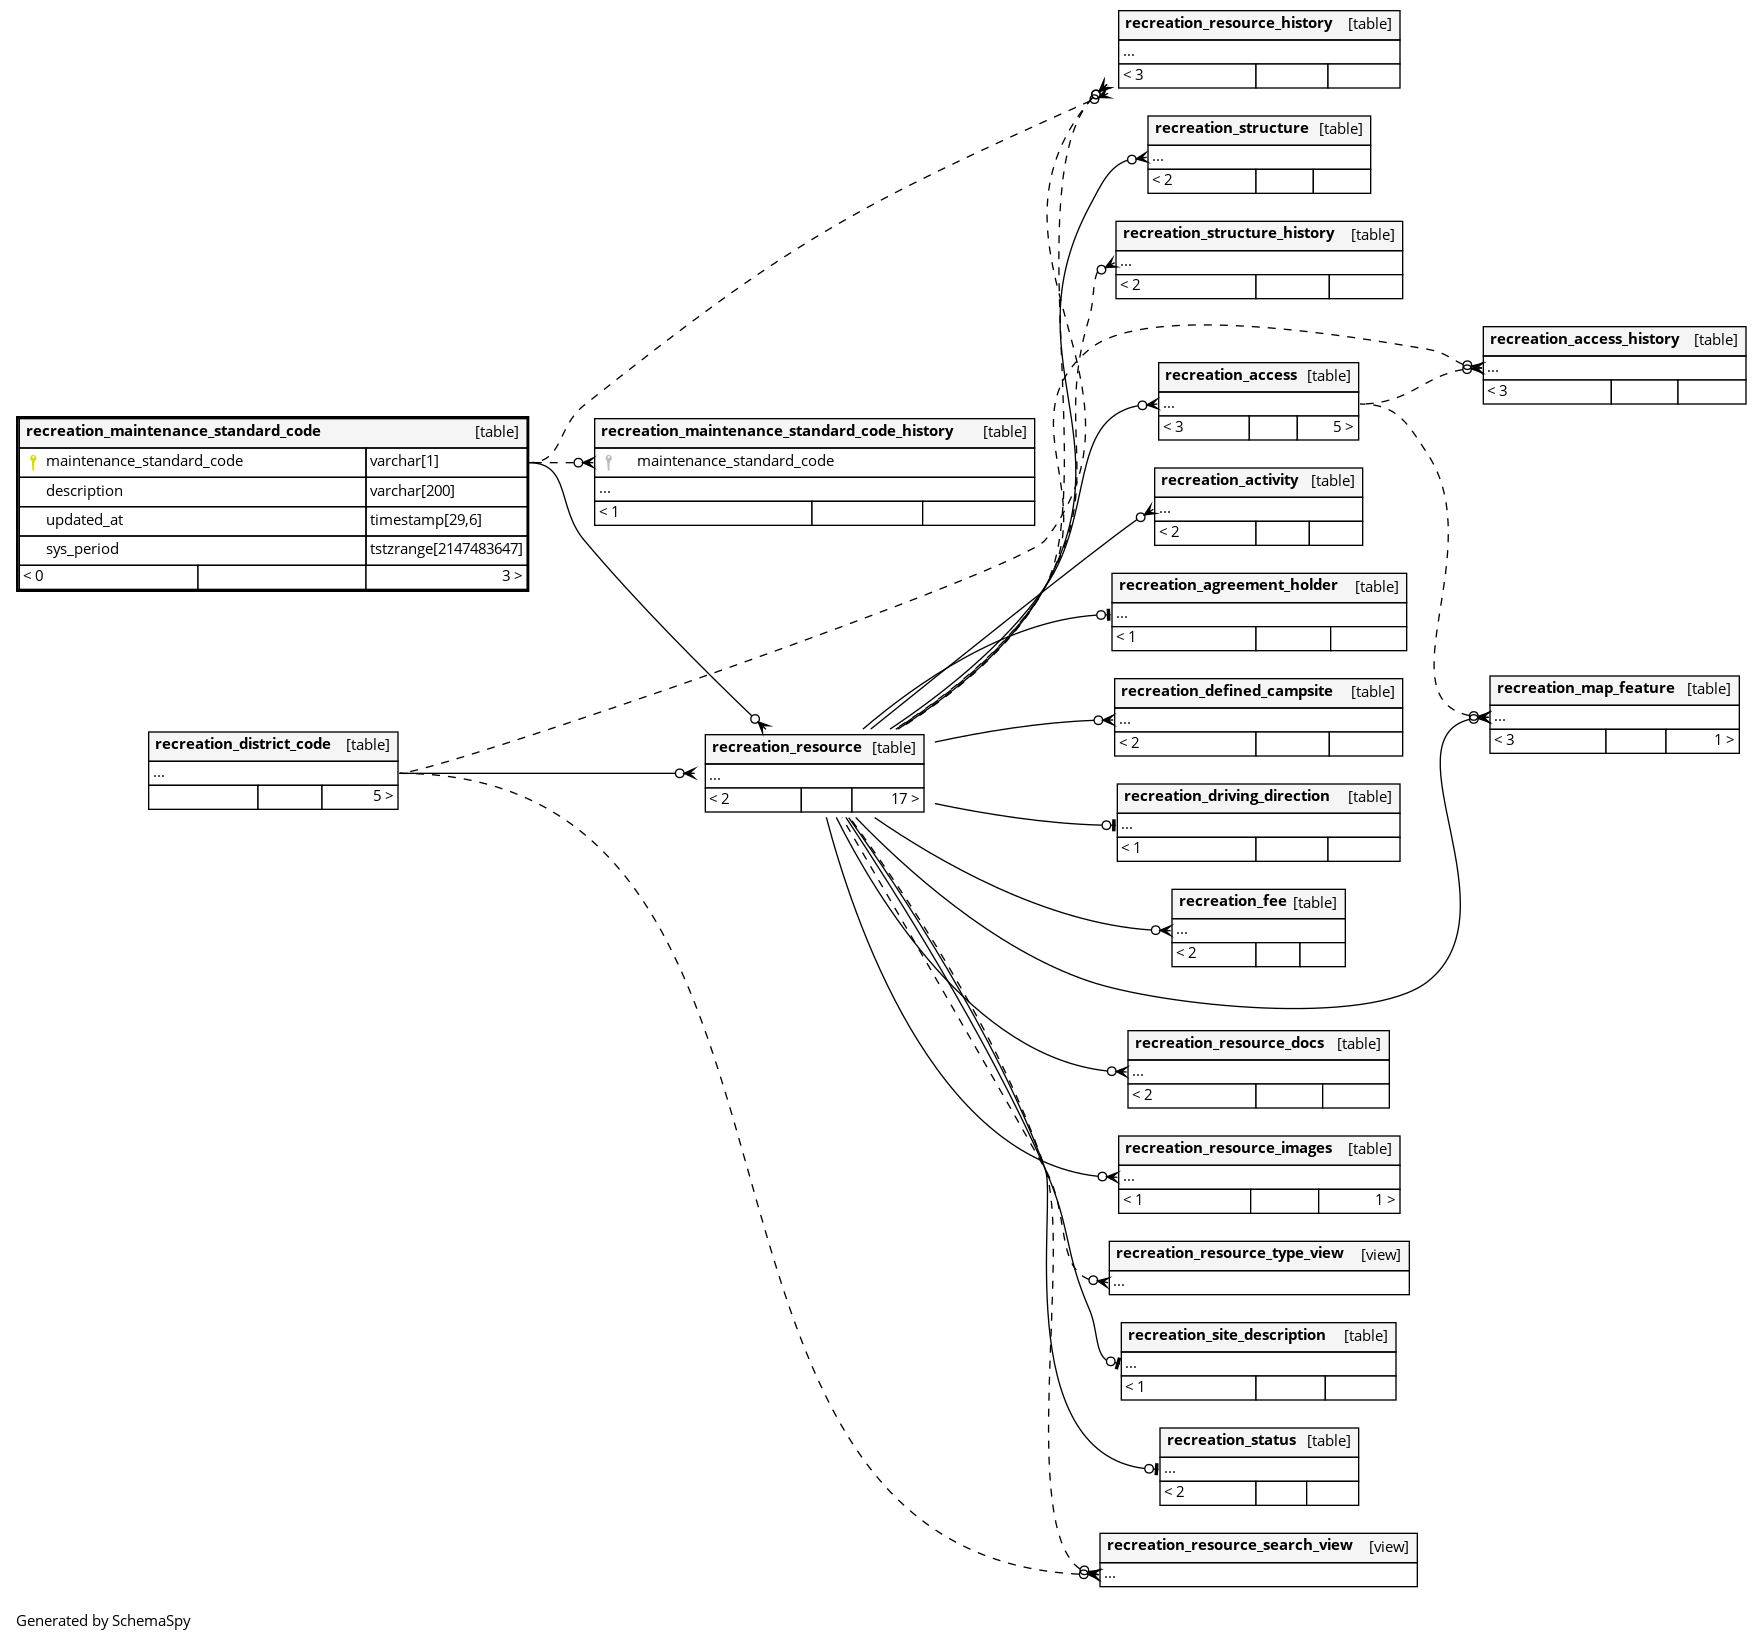 recreation_resource_history [table]
...
< 3
recreation_structure [table]
...
< 2
recreation_structure_history [table]
...
< 2
recreation_access_history [table]
...
< 3
recreation_access [table]
...
< 3 5 >
recreation_maintenance_standard_code [table]
maintenance_standard_code varchar[1]
description varchar[200]
updated_at timestamp[29,6]
sys_period tstzrange[2147483647]
< 0 3 >
recreation_maintenance_standard_code_history [table]
maintenance_standard_code
...
< 1
recreation_activity [table]
...
< 2
recreation_agreement_holder [table]
...
< 1
recreation_defined_campsite [table]
...
< 2
recreation_map_feature [table]
...
< 3 1 >
recreation_district_code [table]
...
5 >
recreation_resource [table]
...
< 2 17 >
recreation_driving_direction [table]
...
< 1
recreation_fee [table]
...
< 2
recreation_resource_docs [table]
...
< 2
recreation_resource_images [table]
...
< 1 1 >
recreation_resource_type_view [view]
...
recreation_site_description [table]
...
< 1
recreation_status [table]
...
< 2
recreation_resource_search_view [view]
...
Generated by SchemaSpy